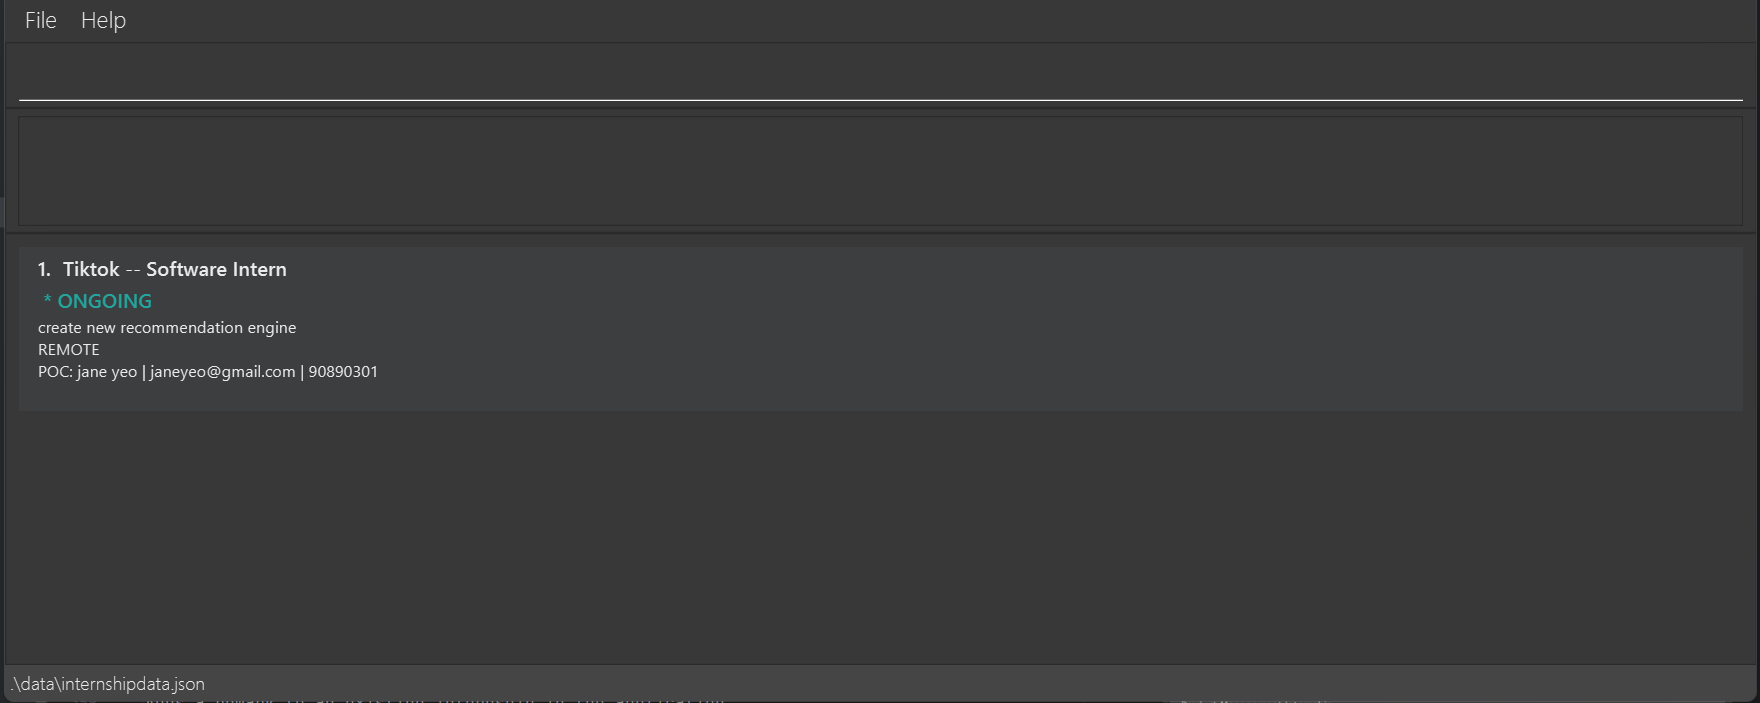 File Help
1. Tiktok -- Software Intern
* ONGOING
create new recommendation engine
REMOTE
POC: jane yeo | janeyeo@gmail.com | 90890301
.\data\internshipdata.json